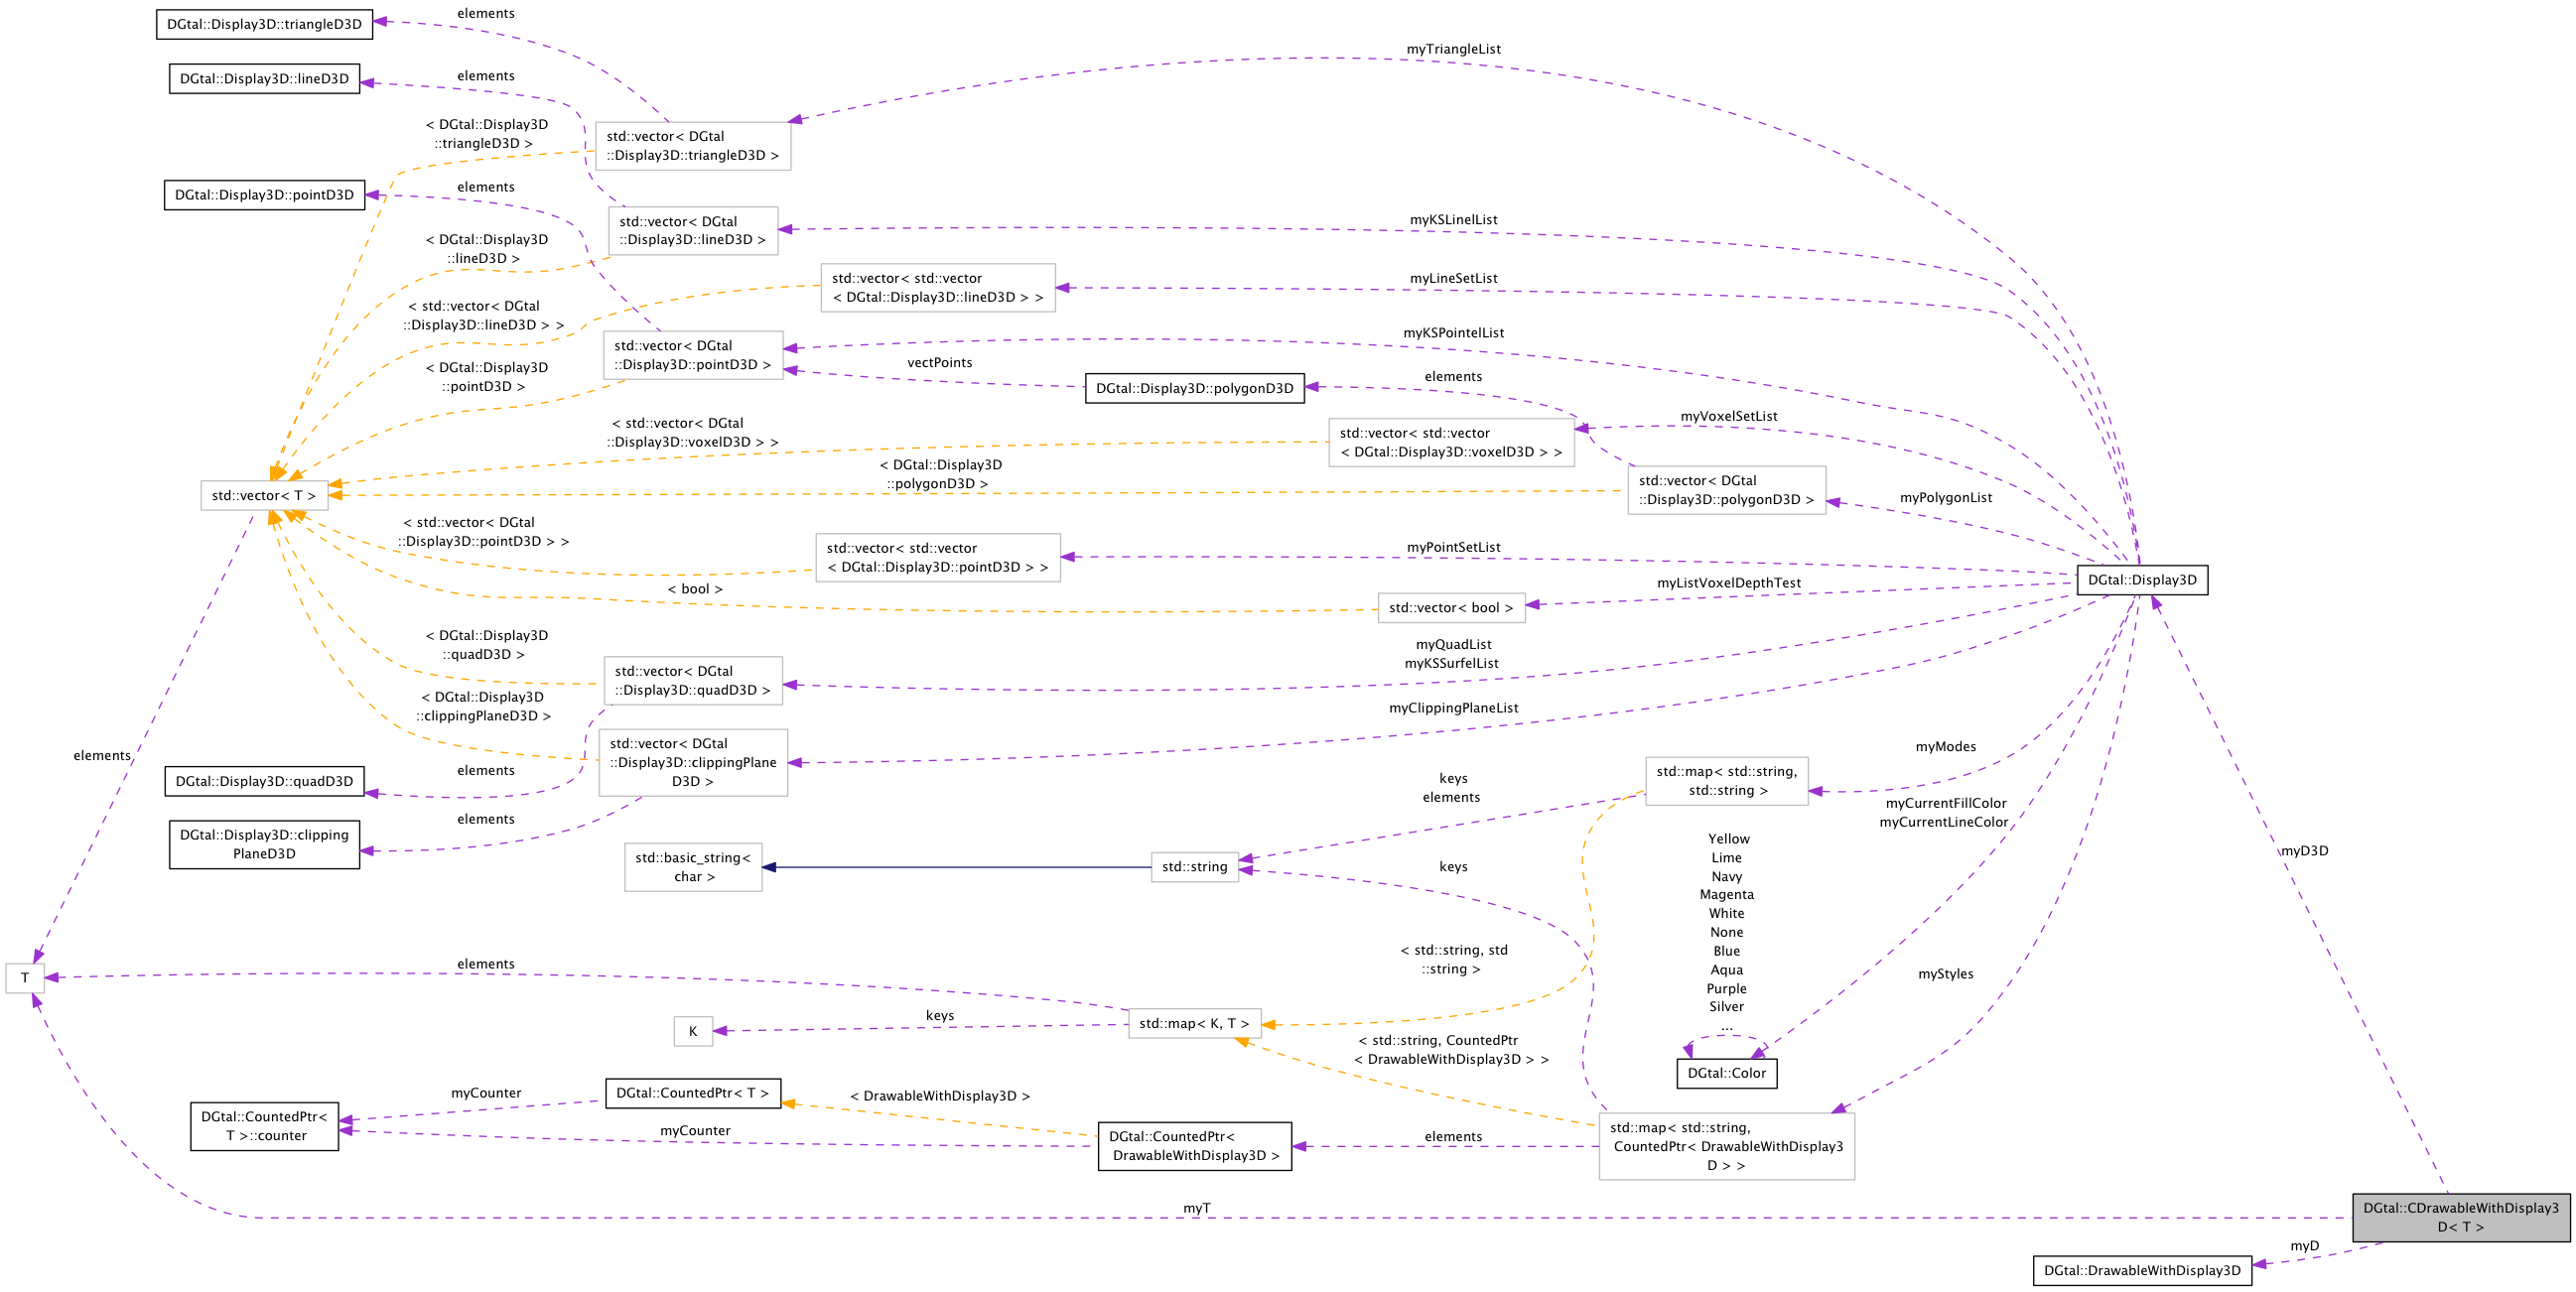 elements
DGtal::Display3D::triangleD3D
myTriangleList
elements
DGtal::Display3D::lineD3D
< DGtal::Display3D
::triangleD3D >
std::vector< DGtal
::Display3D::triangleD3D >
elements
DGtal::Display3D::pointD3D
std::vector< DGtal
::Display3D::lineD3D >
myKSLinelList
< DGtal::Display3D
::lineD3D >
std::vector< std::vector
< DGtal::Display3D::lineD3D > >
myLineSetList
< std::vector< DGtal
::Display3D::lineD3D > >
std::vector< DGtal
::Display3D::pointD3D >
myKSPointelList
< DGtal::Display3D
::pointD3D >
vectPoints
DGtal::Display3D::polygonD3D
elements
< std::vector< DGtal
::Display3D::voxelD3D > >
std::vector< std::vector
< DGtal::Display3D::voxelD3D > >
myVoxelSetList
< DGtal::Display3D
::polygonD3D >
std::vector< DGtal
::Display3D::polygonD3D >
myPolygonList
std::vector< T >
< std::vector< DGtal
::Display3D::pointD3D > >
std::vector< std::vector
< DGtal::Display3D::pointD3D > >
myPointSetList
< bool >
std::vector< bool >
myListVoxelDepthTest
DGtal::Display3D
< DGtal::Display3D
::quadD3D >
std::vector< DGtal
::Display3D::quadD3D >
myQuadList
myKSSurfelList
< DGtal::Display3D
::clippingPlaneD3D >
myClippingPlaneList
std::vector< DGtal
::Display3D::clippingPlane
D3D >
elements
elements
DGtal::Display3D::quadD3D
elements
DGtal::Display3D::clipping
PlaneD3D
keys
elements
std::map< std::string,
std::string >
myModes
myCurrentFillColor
myCurrentLineColor
std::basic_string<
char >
std::string
keys
Yellow
Lime
Navy
Magenta
White
None
Blue
Aqua
Purple
Silver
...
DGtal::Color
myD3D
myStyles
T
elements
< std::string, std
::string >
K
keys
std::map< K, T >
< std::string, CountedPtr
< DrawableWithDisplay3D > >
DGtal::CountedPtr<
T >::counter
myCounter
DGtal::CountedPtr< T >
< DrawableWithDisplay3D >
myCounter
DGtal::CountedPtr<
DrawableWithDisplay3D >
elements
std::map< std::string,
CountedPtr< DrawableWithDisplay3
D > >
myT
DGtal::CDrawableWithDisplay3
D< T >
myD
DGtal::DrawableWithDisplay3D